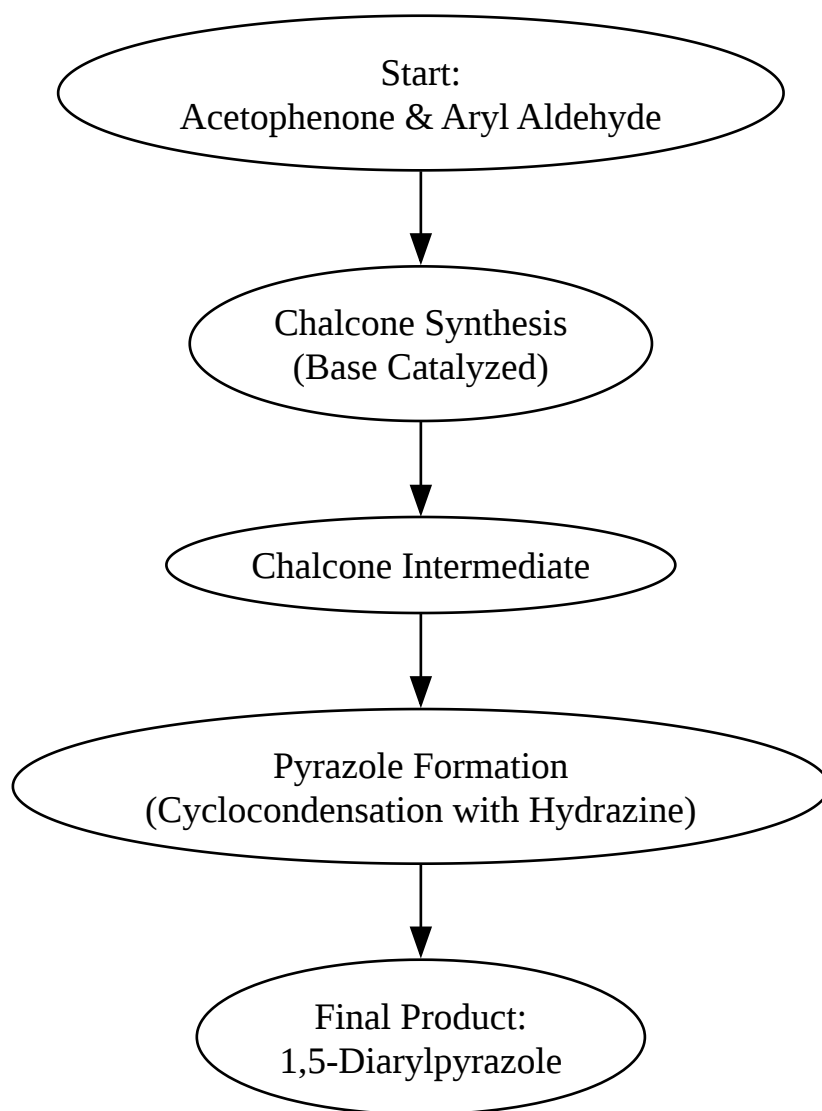 Start:
Acetophenone & Aryl Aldehyde
Chalcone Synthesis
(Base Catalyzed)
Chalcone Intermediate
Pyrazole Formation
(Cyclocondensation with Hydrazine)
Final Product:
1,5-Diarylpyrazole